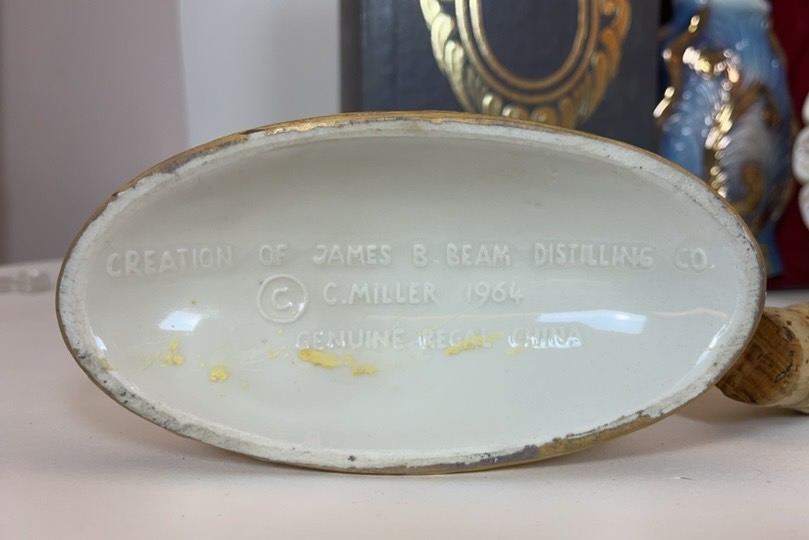 CREATION OF JAMES B. BEAM DISTILLING CO.
© C. MILLER 1964
GENUINE REGAL CHINA